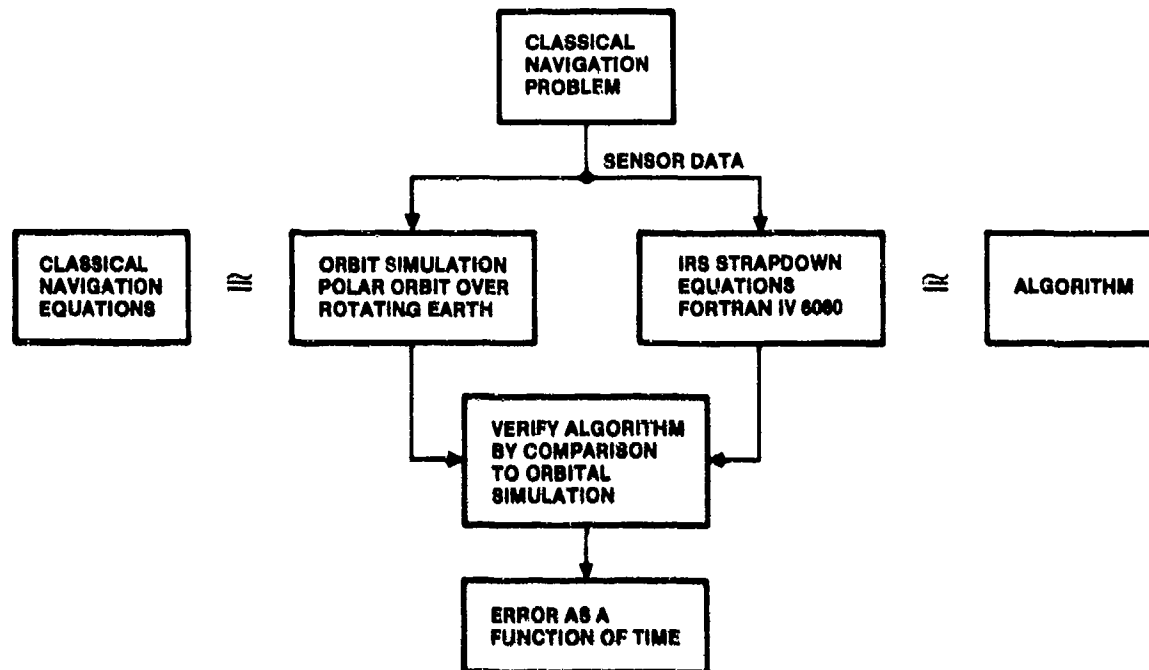 CLASSICAL
NAVIGATION
PROBLEM
SENSOR DATA
CLASSICAL
NAVIGATION
EQUATIONS
≅
ORBIT SIMULATION
POLAR ORBIT OVER
ROTATING EARTH
IRS STRAPDOWN
EQUATIONS
FORTRAN IV 6060
≅
ALGORITHM
VERIFY ALGORITHM
BY COMPARISON
TO ORBITAL
SIMULATION
ERROR AS A
FUNCTION OF TIME